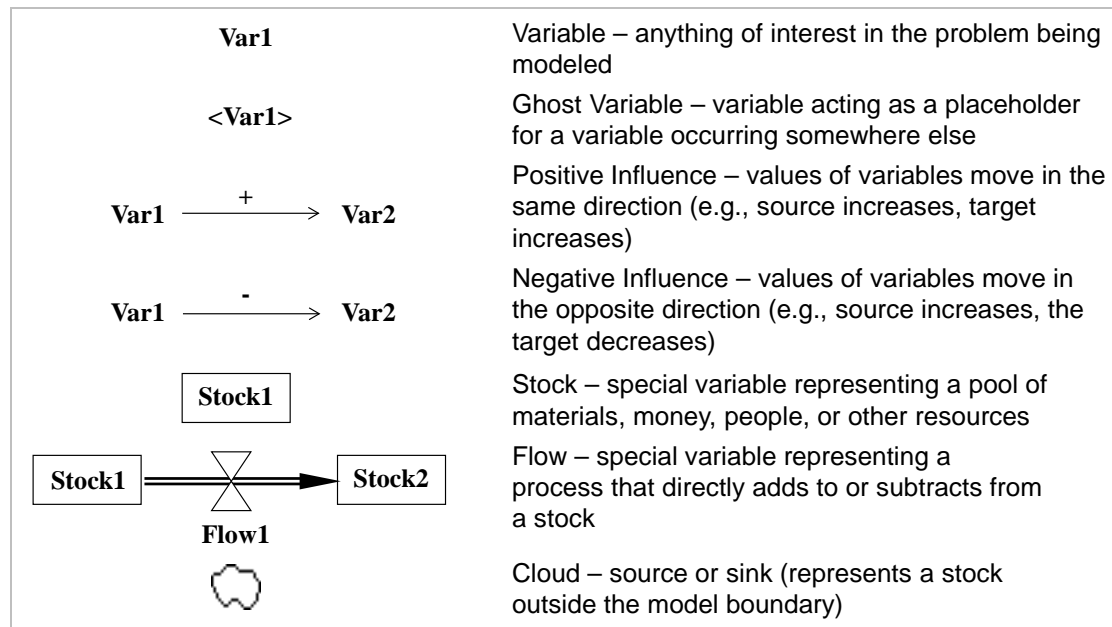 Var1
Variable – anything of interest in the problem being
modeled
<Var1>
Ghost Variable – variable acting as a placeholder
for a variable occurring somewhere else
Var1 + Var2
Positive Influence – values of variables move in the
same direction (e.g., source increases, target
increases)
Var1 - Var2
Negative Influence – values of variables move in
the opposite direction (e.g., source increases, the
target decreases)
Stock1
Stock – special variable representing a pool of
materials, money, people, or other resources
Stock1 Stock2
Flow1
Flow – special variable representing a
process that directly adds to or subtracts from
a stock
Cloud – source or sink (represents a stock
outside the model boundary)